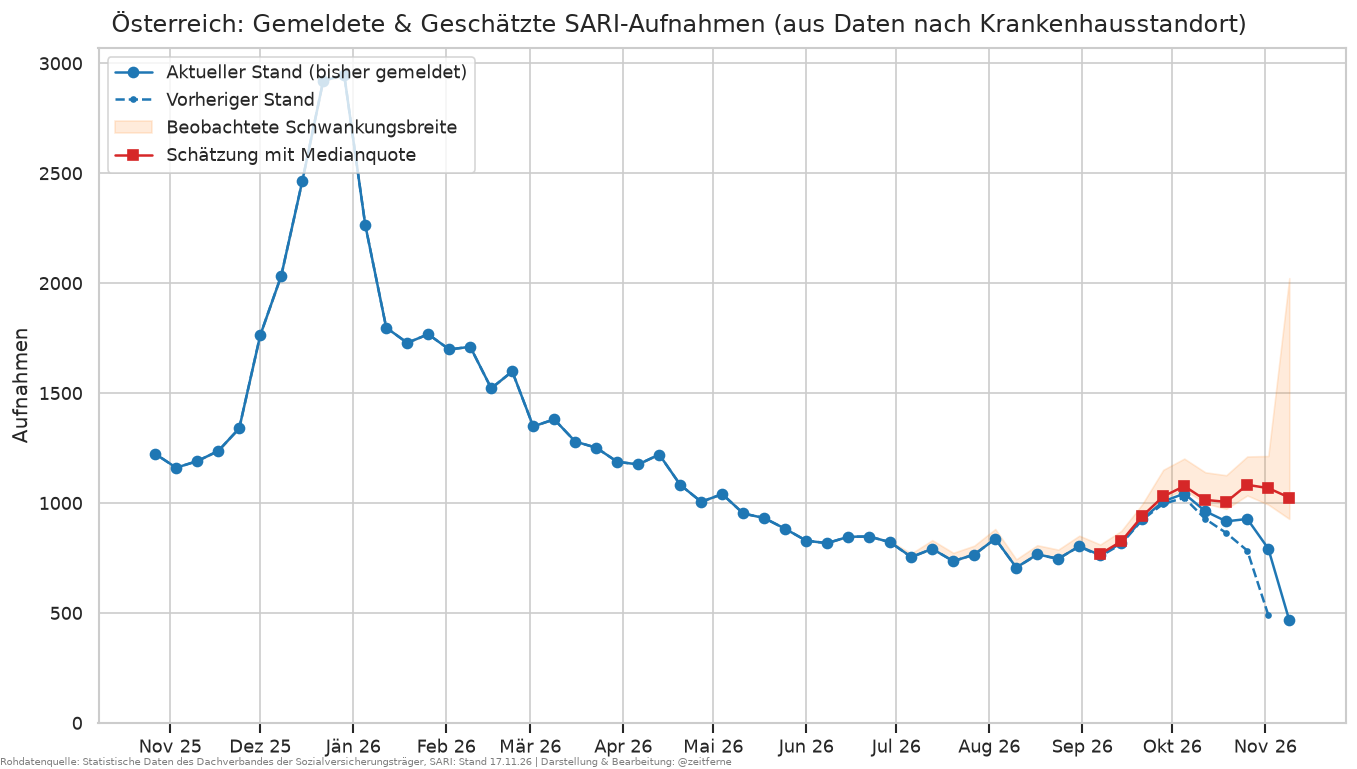 Österreich: Gemeldete & Geschätzte SARI-Aufnahmen (aus Daten nach Krankenhausstandort)
Aktueller Stand (bisher gemeldet)
Vorheriger Stand
Beobachtete Schwankungsbreite
Schätzung mit Medianquote
Aufnahmen
3000
2500
2000
1500
1000
500
0
Nov 25 Dez 25 Jän 26 Feb 26 Mär 26 Apr 26 Mai 26 Jun 26 Jul 26 Aug 26 Sep 26 Okt 26 Nov 26
Rohdatenquelle: Statistische Daten des Dachverbandes der Sozialversicherungsträger, SARI: Stand 17.11.26 | Darstellung & Bearbeitung: @zeitferne